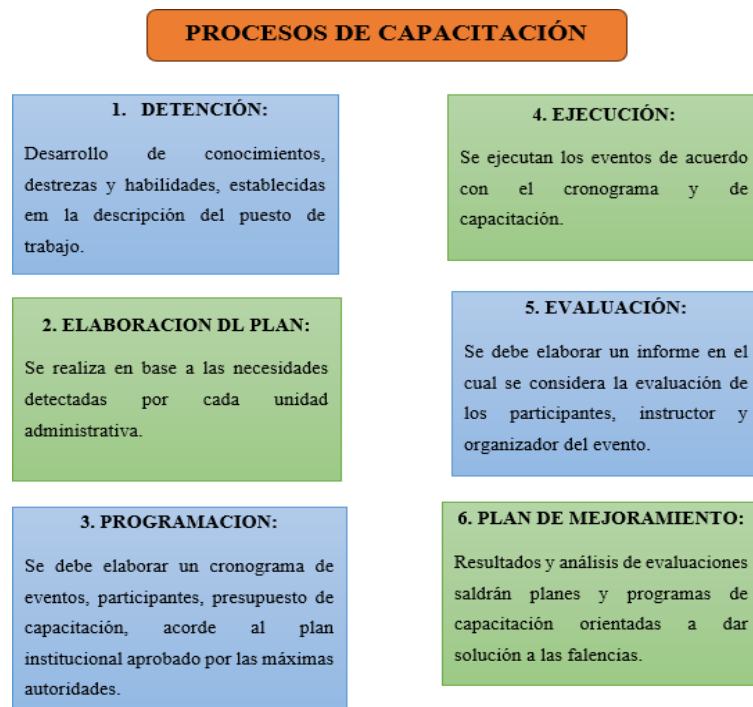 PROCESOS DE CAPACITACIÓN
1. DETENCIÓN:
Desarrollo de conocimientos,
destrezas y habilidades, establecidas
em la descripción del puesto de
trabajo.
2. ELABORACION DL PLAN:
Se realiza en base a las necesidades
detectadas por cada unidad
administrativa.
3. PROGRAMACION:
Se debe elaborar un cronograma de
eventos, participantes, presupuesto de
capacitación, acorde al plan
institucional aprobado por las máximas
autoridades.
4. EJECUCIÓN:
Se ejecutan los eventos de acuerdo
con el cronograma y de
capacitación.
5. EVALUACIÓN:
Se debe elaborar un informe en el
cual se considera la evaluación de
los participantes, instructor y
organizador del evento.
6. PLAN DE MEJORAMIENTO:
Resultados y análisis de evaluaciones
saldrán planes y programas de
capacitación orientadas a dar
solución a las falencias.